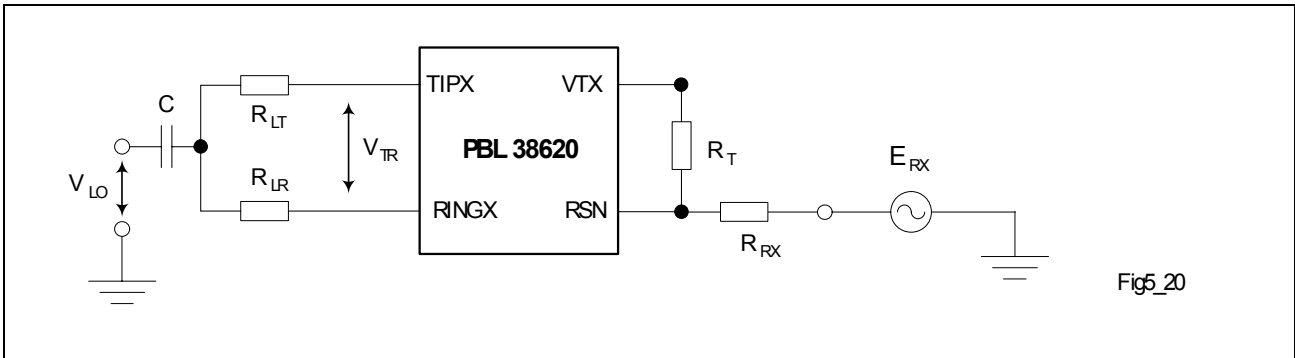 TIPX
VTX
C
R LT
V TR
PBL 38620
R T
E RX
V LO
R LR
RINGX
RSN
R RX
Fig5_20